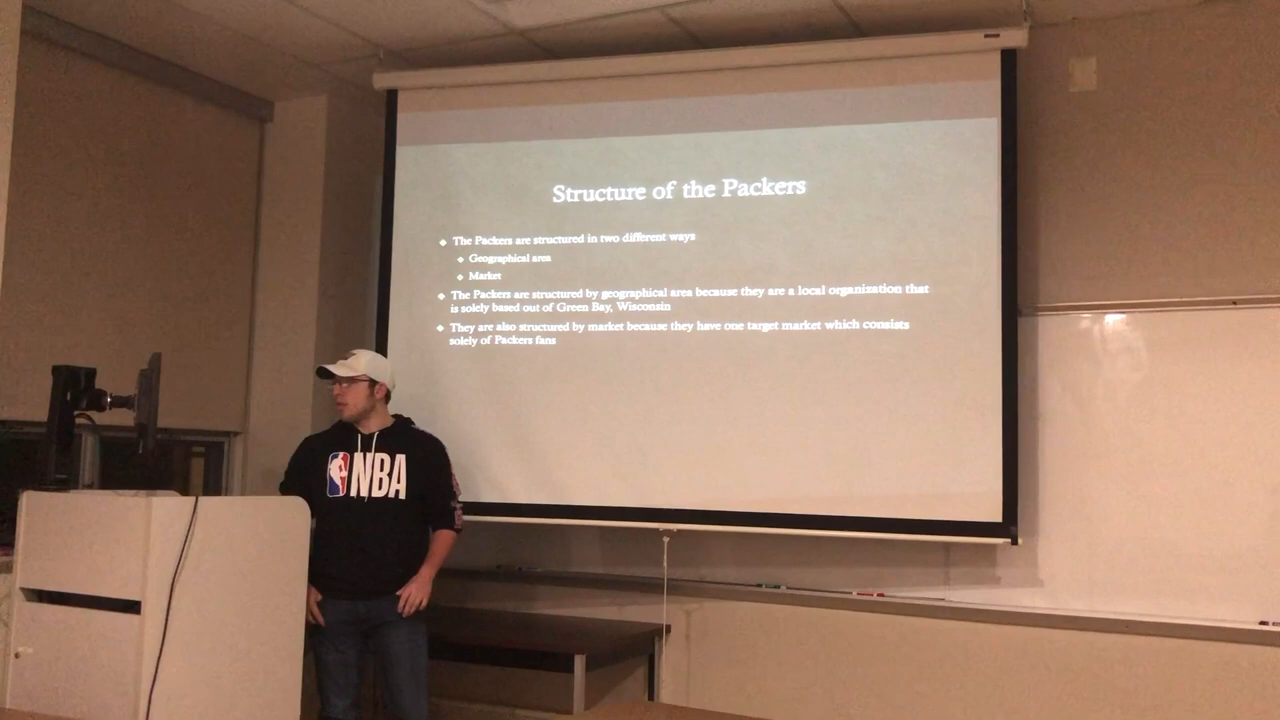 Structure of the Packers
The Packers are structured in two different ways
Geographical area
Market
The Packers are structured by geographical area because they are a local organization that
is solely based out of Green Bay, Wisconsin
They are also structured by market because they have one target market which consists
solely of Packers fans
NBA